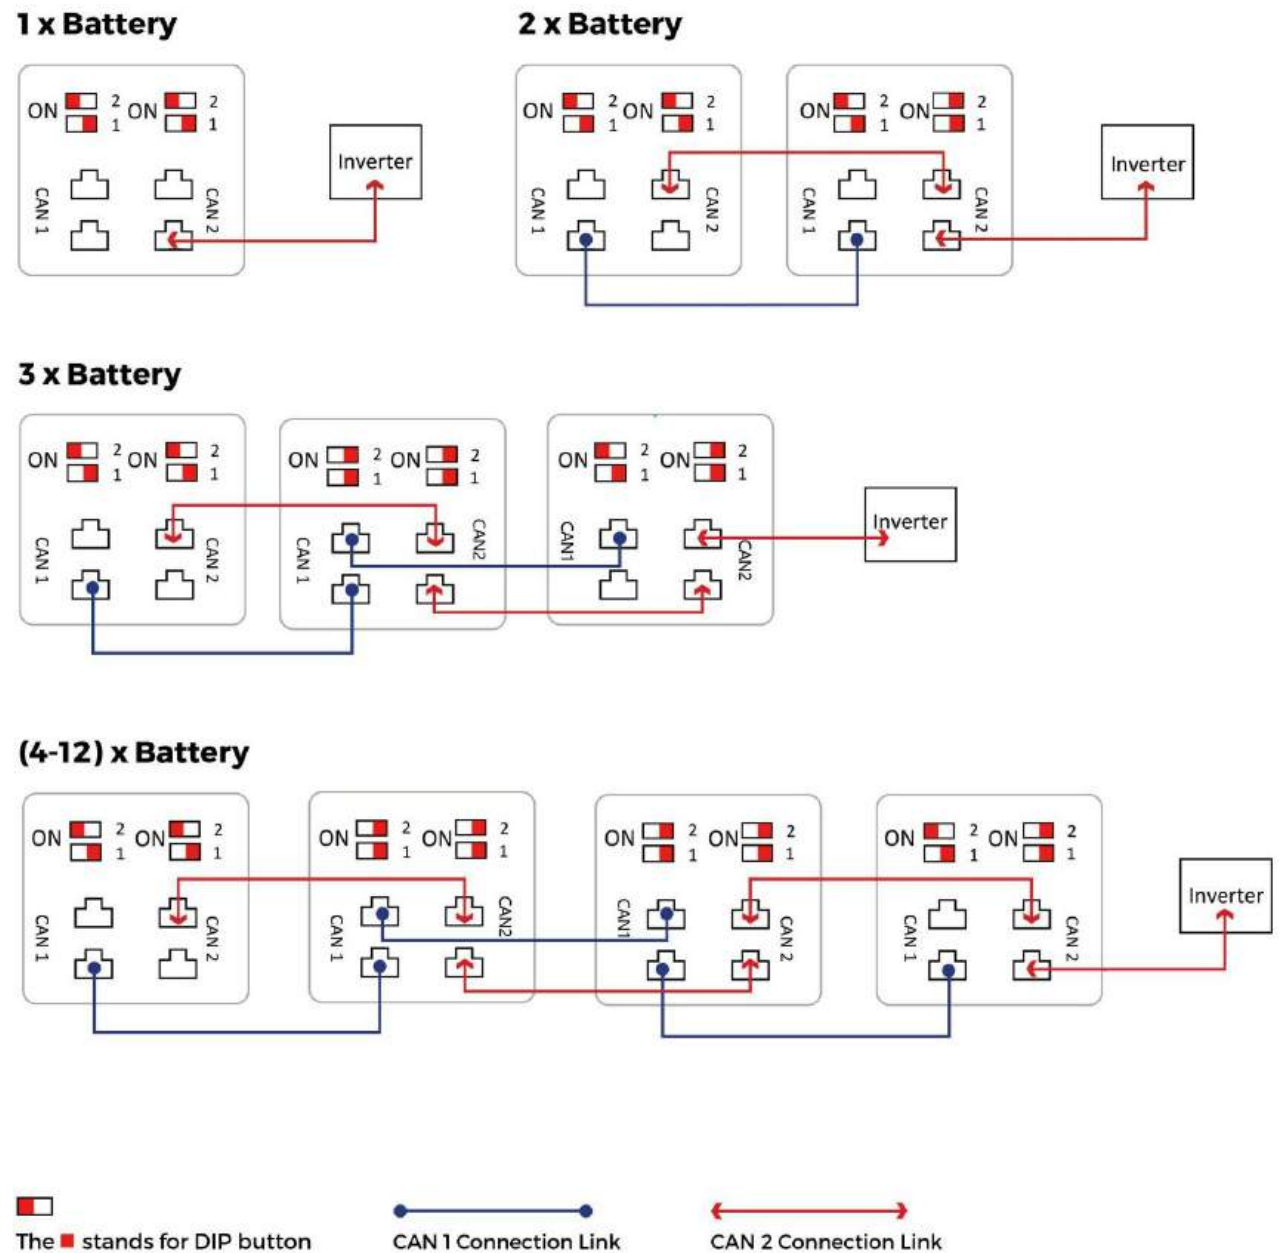 1 x Battery
2 x Battery
ON 2 ON 2
1 1
CAN 1
CAN 2
Inverter
ON 2 ON 2
1 1
CAN 1
CAN 2
ON 2 ON 2
1 1
CAN 1
CAN 2
Inverter
3 x Battery
ON 2 ON 2
1 1
CAN 1
CAN 2
ON 2 ON 2
1 1
CAN 1
CAN2
ON 2 ON 2
1 1
CAN1
CAN2
Inverter
(4-12) x Battery
ON 2 ON 2
1 1
CAN 1
CAN 2
ON 2 ON 2
1 1
CAN 1
CAN2
ON 2 ON 2
1 1
CAN1
CAN 2
ON 2 ON 2
1 1
CAN 1
CAN 2
Inverter
The stands for DIP button
CAN 1 Connection Link
CAN 2 Connection Link